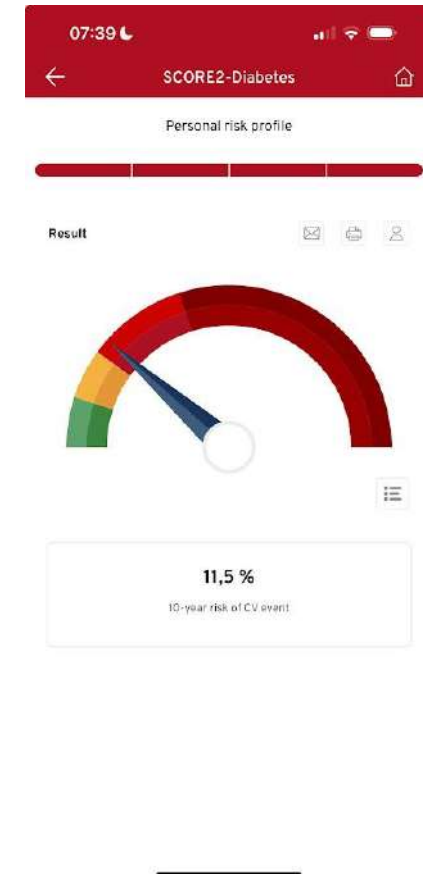 07:39
SCORE2-Diabetes
Personal risk profile
Result
11,5 %
10-year risk of CV event